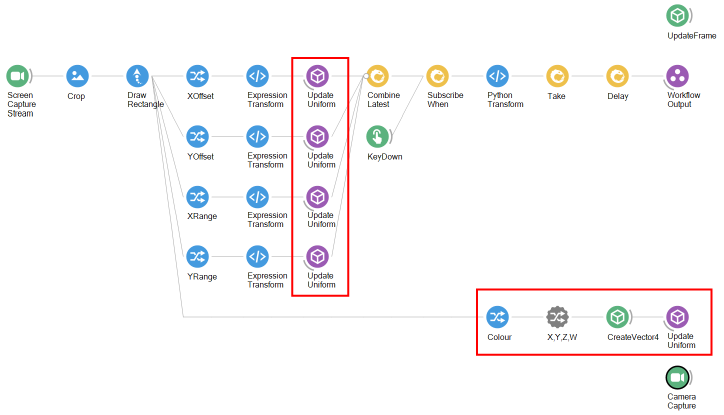 UpdateFrame
Screen
Capture
Stream
Crop
Draw
Rectangle
XOffset
Expression
Transform
Update
Uniform
Combine
Latest
Subscribe
When
Python
Transform
Take
Delay
Workflow
Output
YOffset
Expression
Transform
Update
Uniform
KeyDown
XRange
Expression
Transform
Update
Uniform
YRange
Expression
Transform
Update
Uniform
Colour
X,Y,Z,W
CreateVector4
Update
Uniform
Camera
Capture